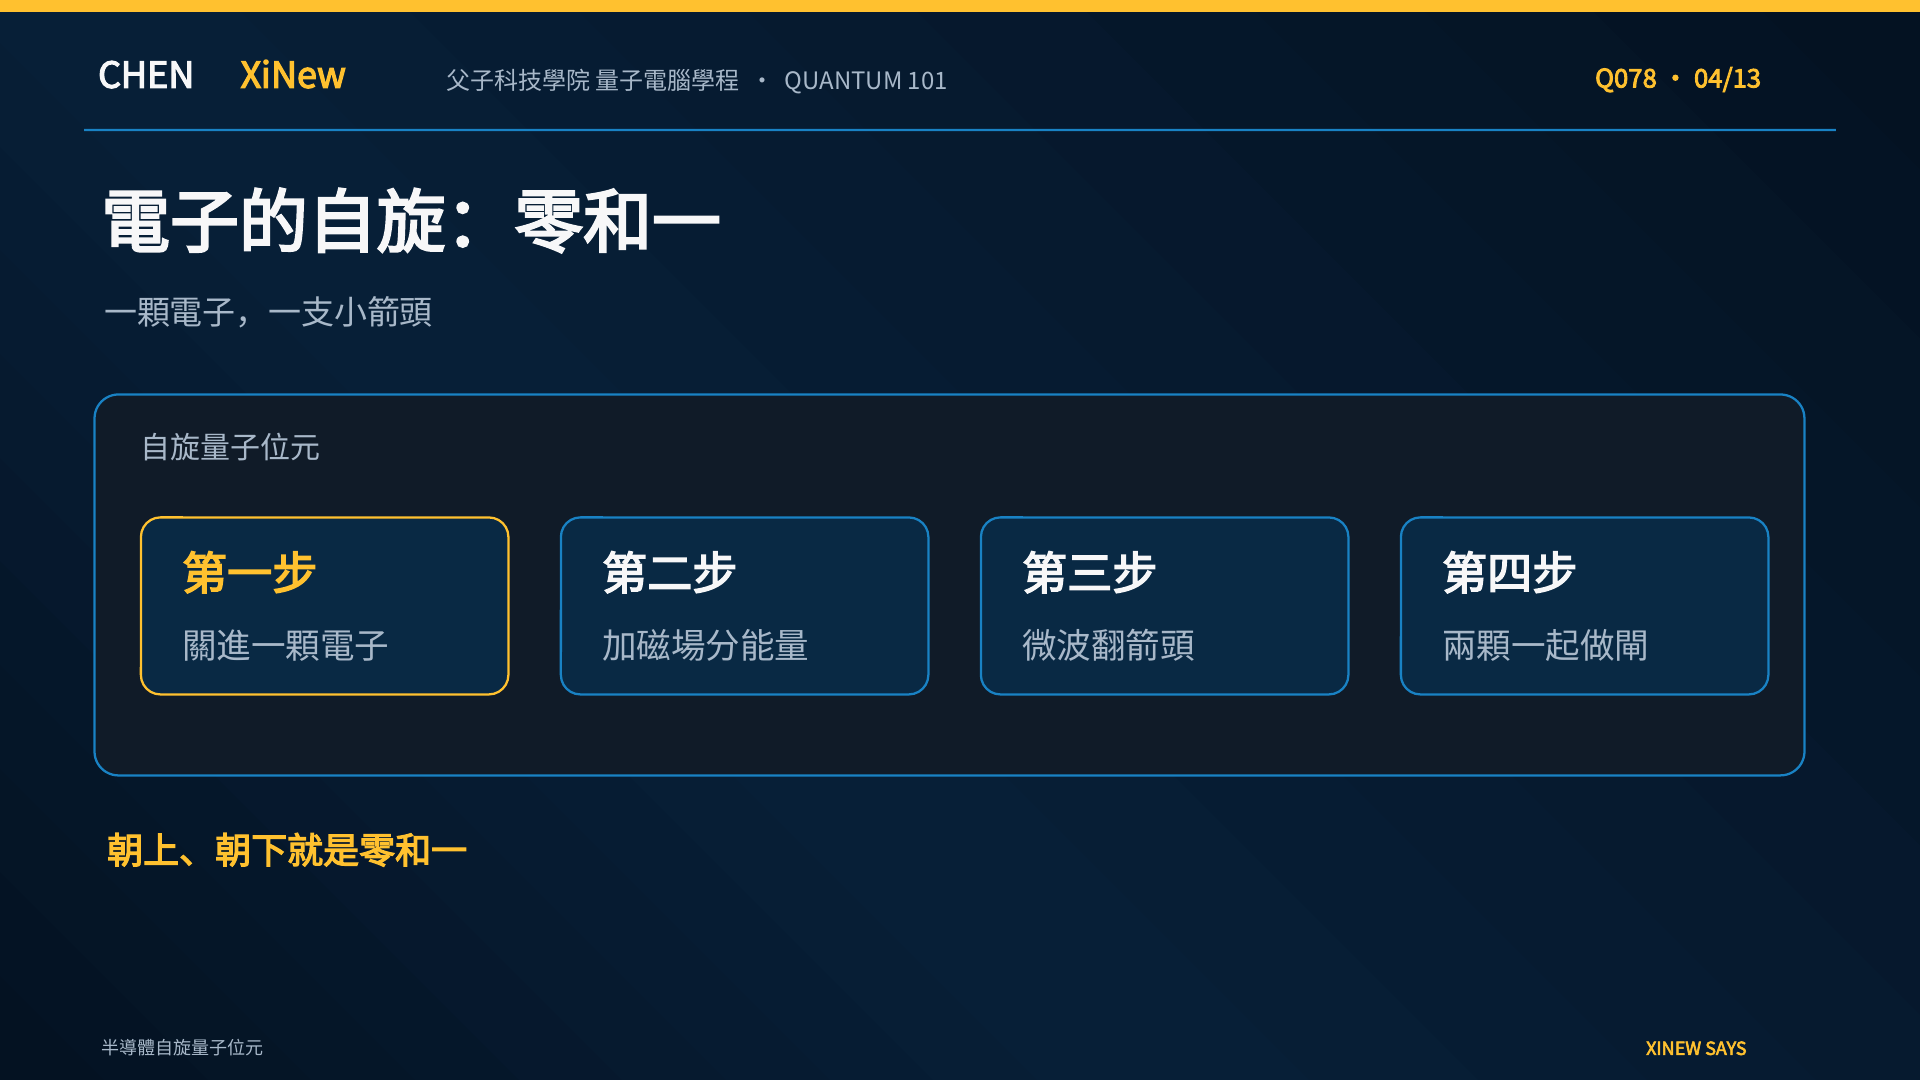 CHEN XiNew 父子科技學院 量子電腦學程 • QUANTUM 101 Q078 • 04/13
電子的自旋：零和一
一顆電子，一支小箭頭
自旋量子位元
第一步 第二步 第三步 第四步
關進一顆電子 加磁場分能量 微波翻箭頭 兩顆一起做閘
朝上、朝下就是零和一
半導體自旋量子位元 XINEW SAYS